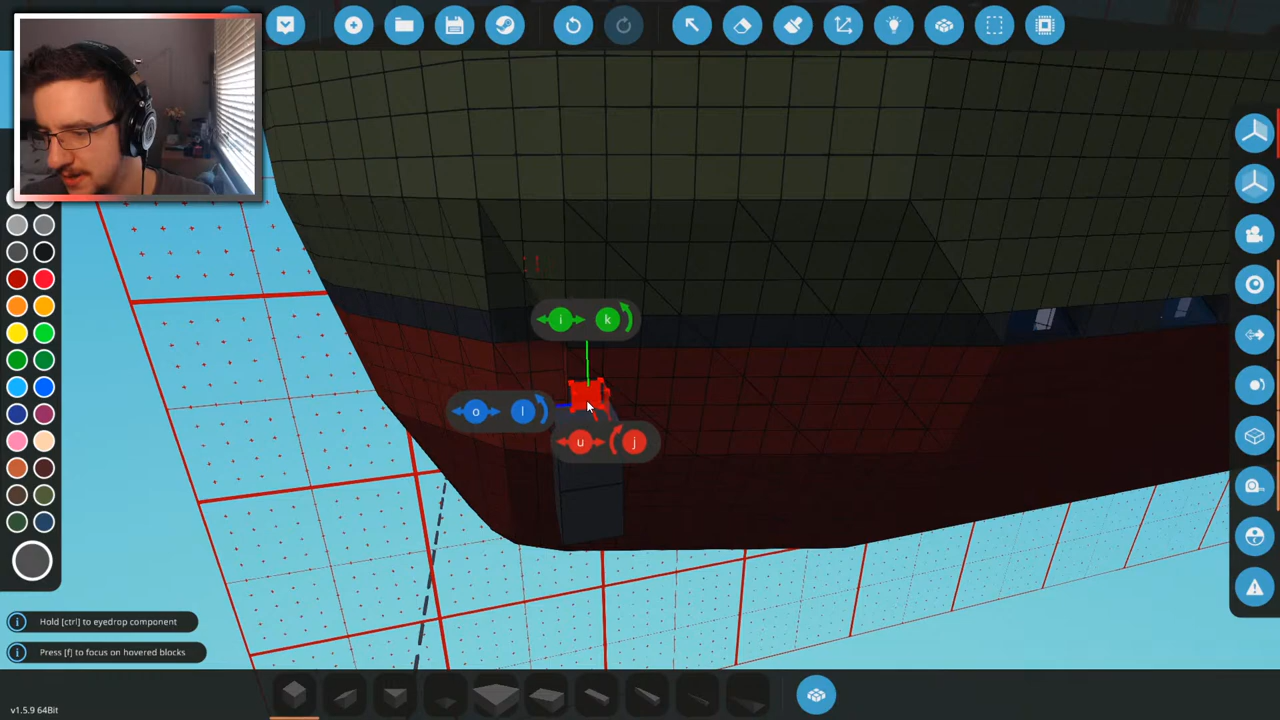 i k
o l
u j
Hold [ctrl] to eyedrop component
Press [f] to focus on hovered blocks
v1.5.9 64Bit